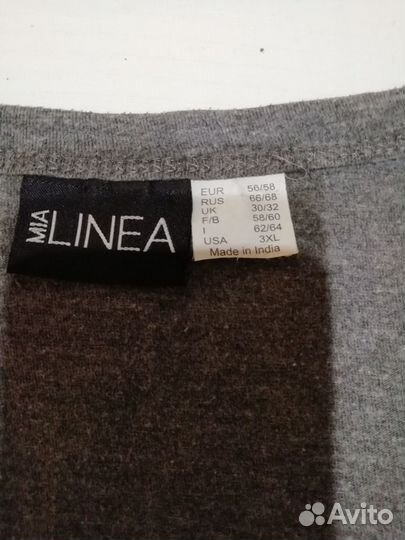 MIA LINEA
EUR 56/58
RUS 66/68
UK 30/32
F/B 58/60
I 62/64
USA 3XL
Made in India
Avito